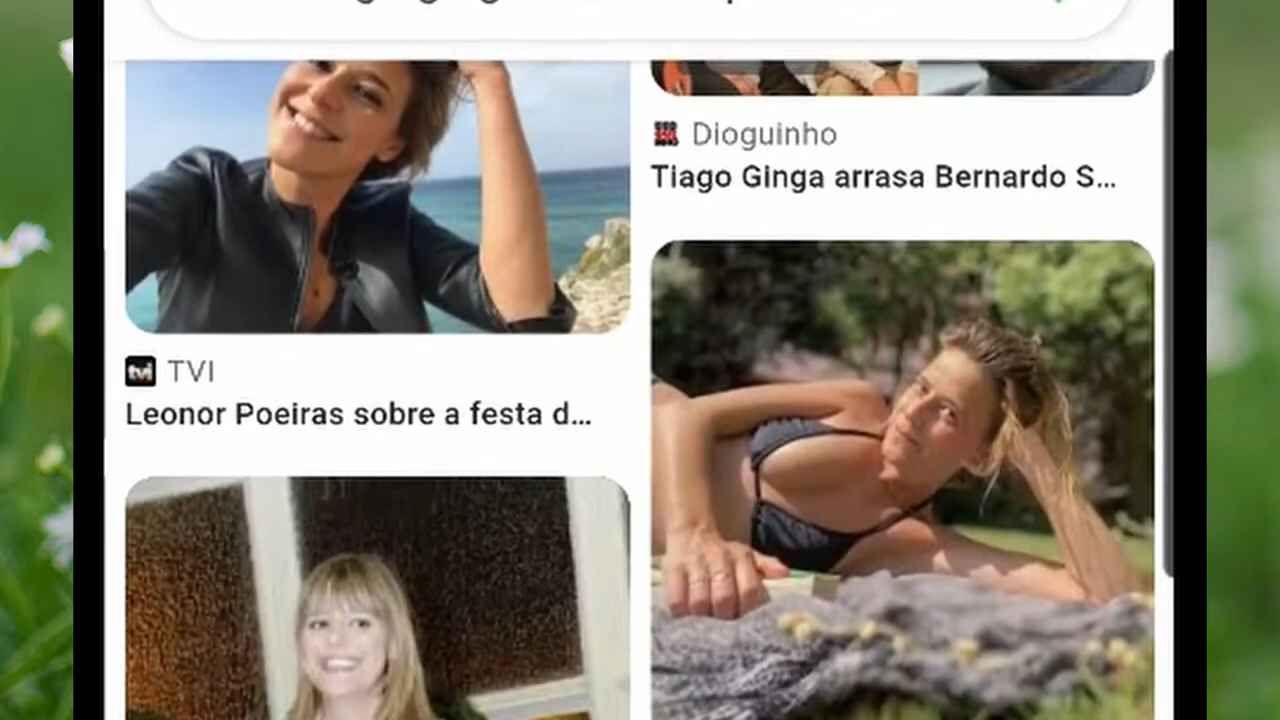 Dioguinho
Tiago Ginga arrasa Bernardo S...
tvi TVI
Leonor Poeiras sobre a festa d...